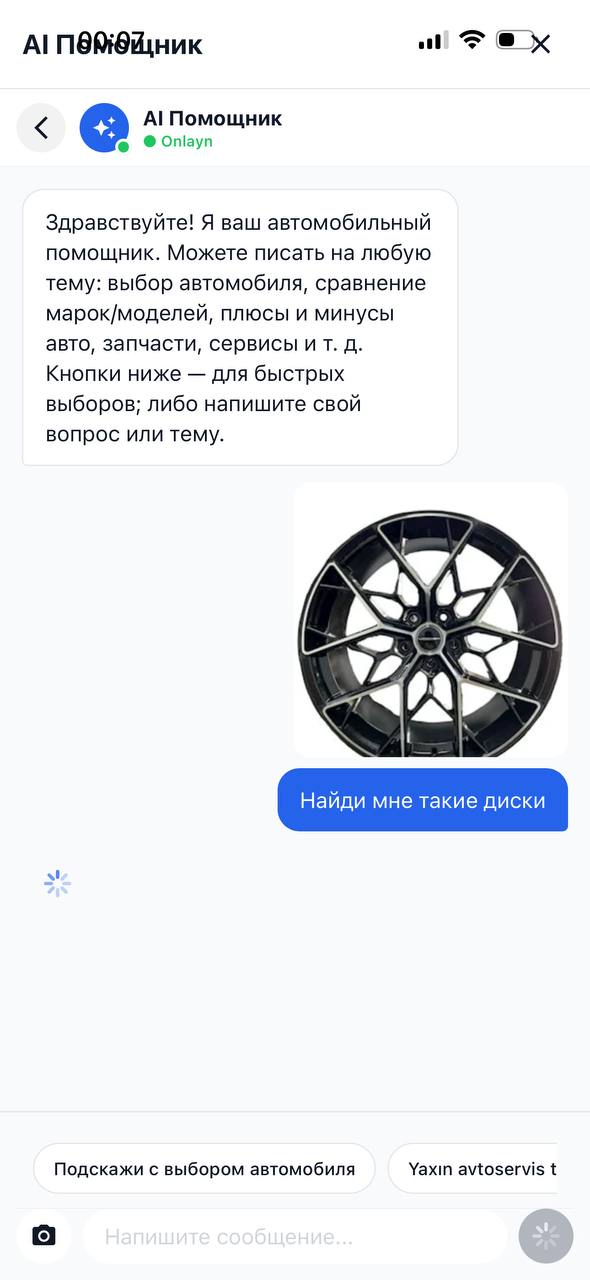 AI Помощник
00:07
AI Помощник
Onlayn
Здравствуйте! Я ваш автомобильный
помощник. Можете писать на любую
тему: выбор автомобиля, сравнение
марок/моделей, плюсы и минусы
авто, запчасти, сервисы и т. д.
Кнопки ниже — для быстрых
выборов; либо напишите свой
вопрос или тему.
Найди мне такие диски
Подскажи с выбором автомобиля
Yaxın avtoservis t
Напишите сообщение...